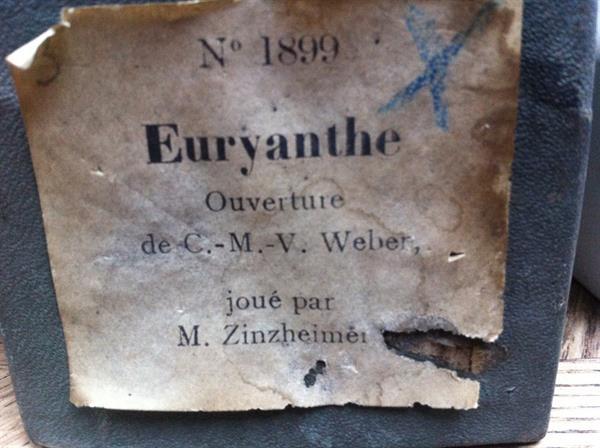 Nº 1899
Euryanthe
Ouverture
de C.-M.-V. Weber,
joué par
M. Zinzheimer